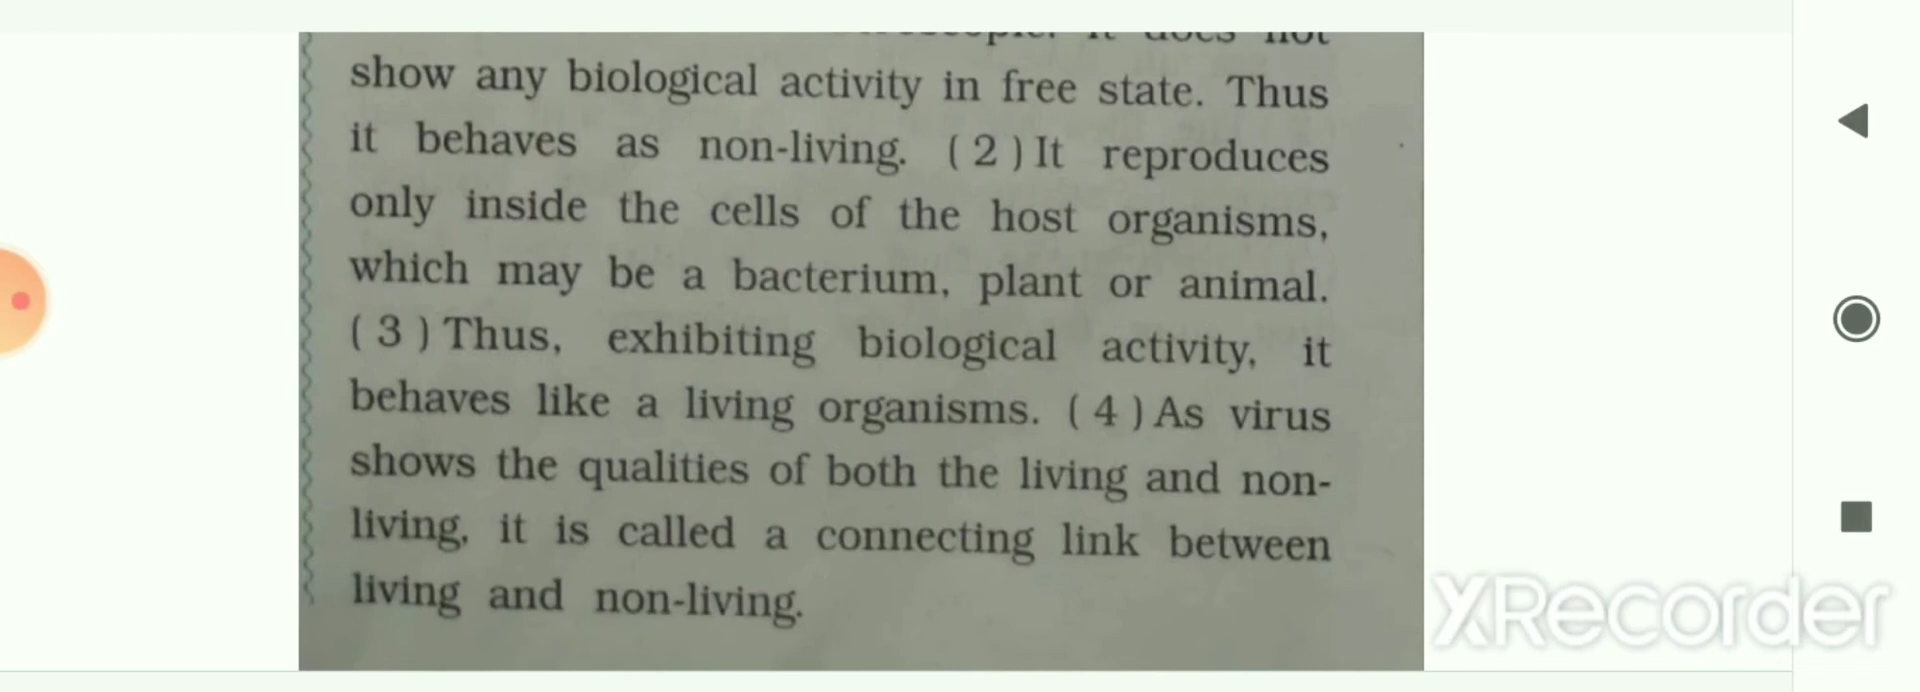 show any biological activity in free state. Thus
it behaves as non-living. ( 2 ) It reproduces
only inside the cells of the host organisms,
which may be a bacterium, plant or animal.
( 3 ) Thus, exhibiting biological activity, it
behaves like a living organisms. ( 4 ) As virus
shows the qualities of both the living and non-
living, it is called a connecting link between
living and non-living.
XRecorder